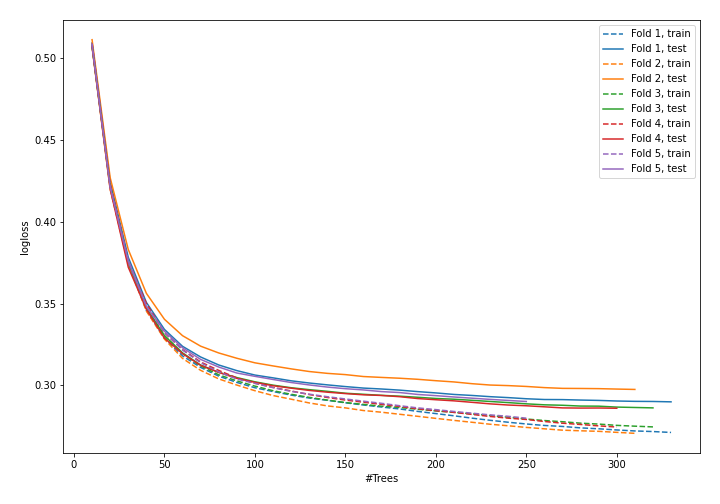 Fold 1, train
Fold 1, test
Fold 2, train
Fold 2, test
Fold 3, train
Fold 3, test
Fold 4, train
Fold 4, test
Fold 5, train
Fold 5, test
logloss
0.50
0.45
0.40
0.35
0.30
0 50 100 150 200 250 300
#Trees